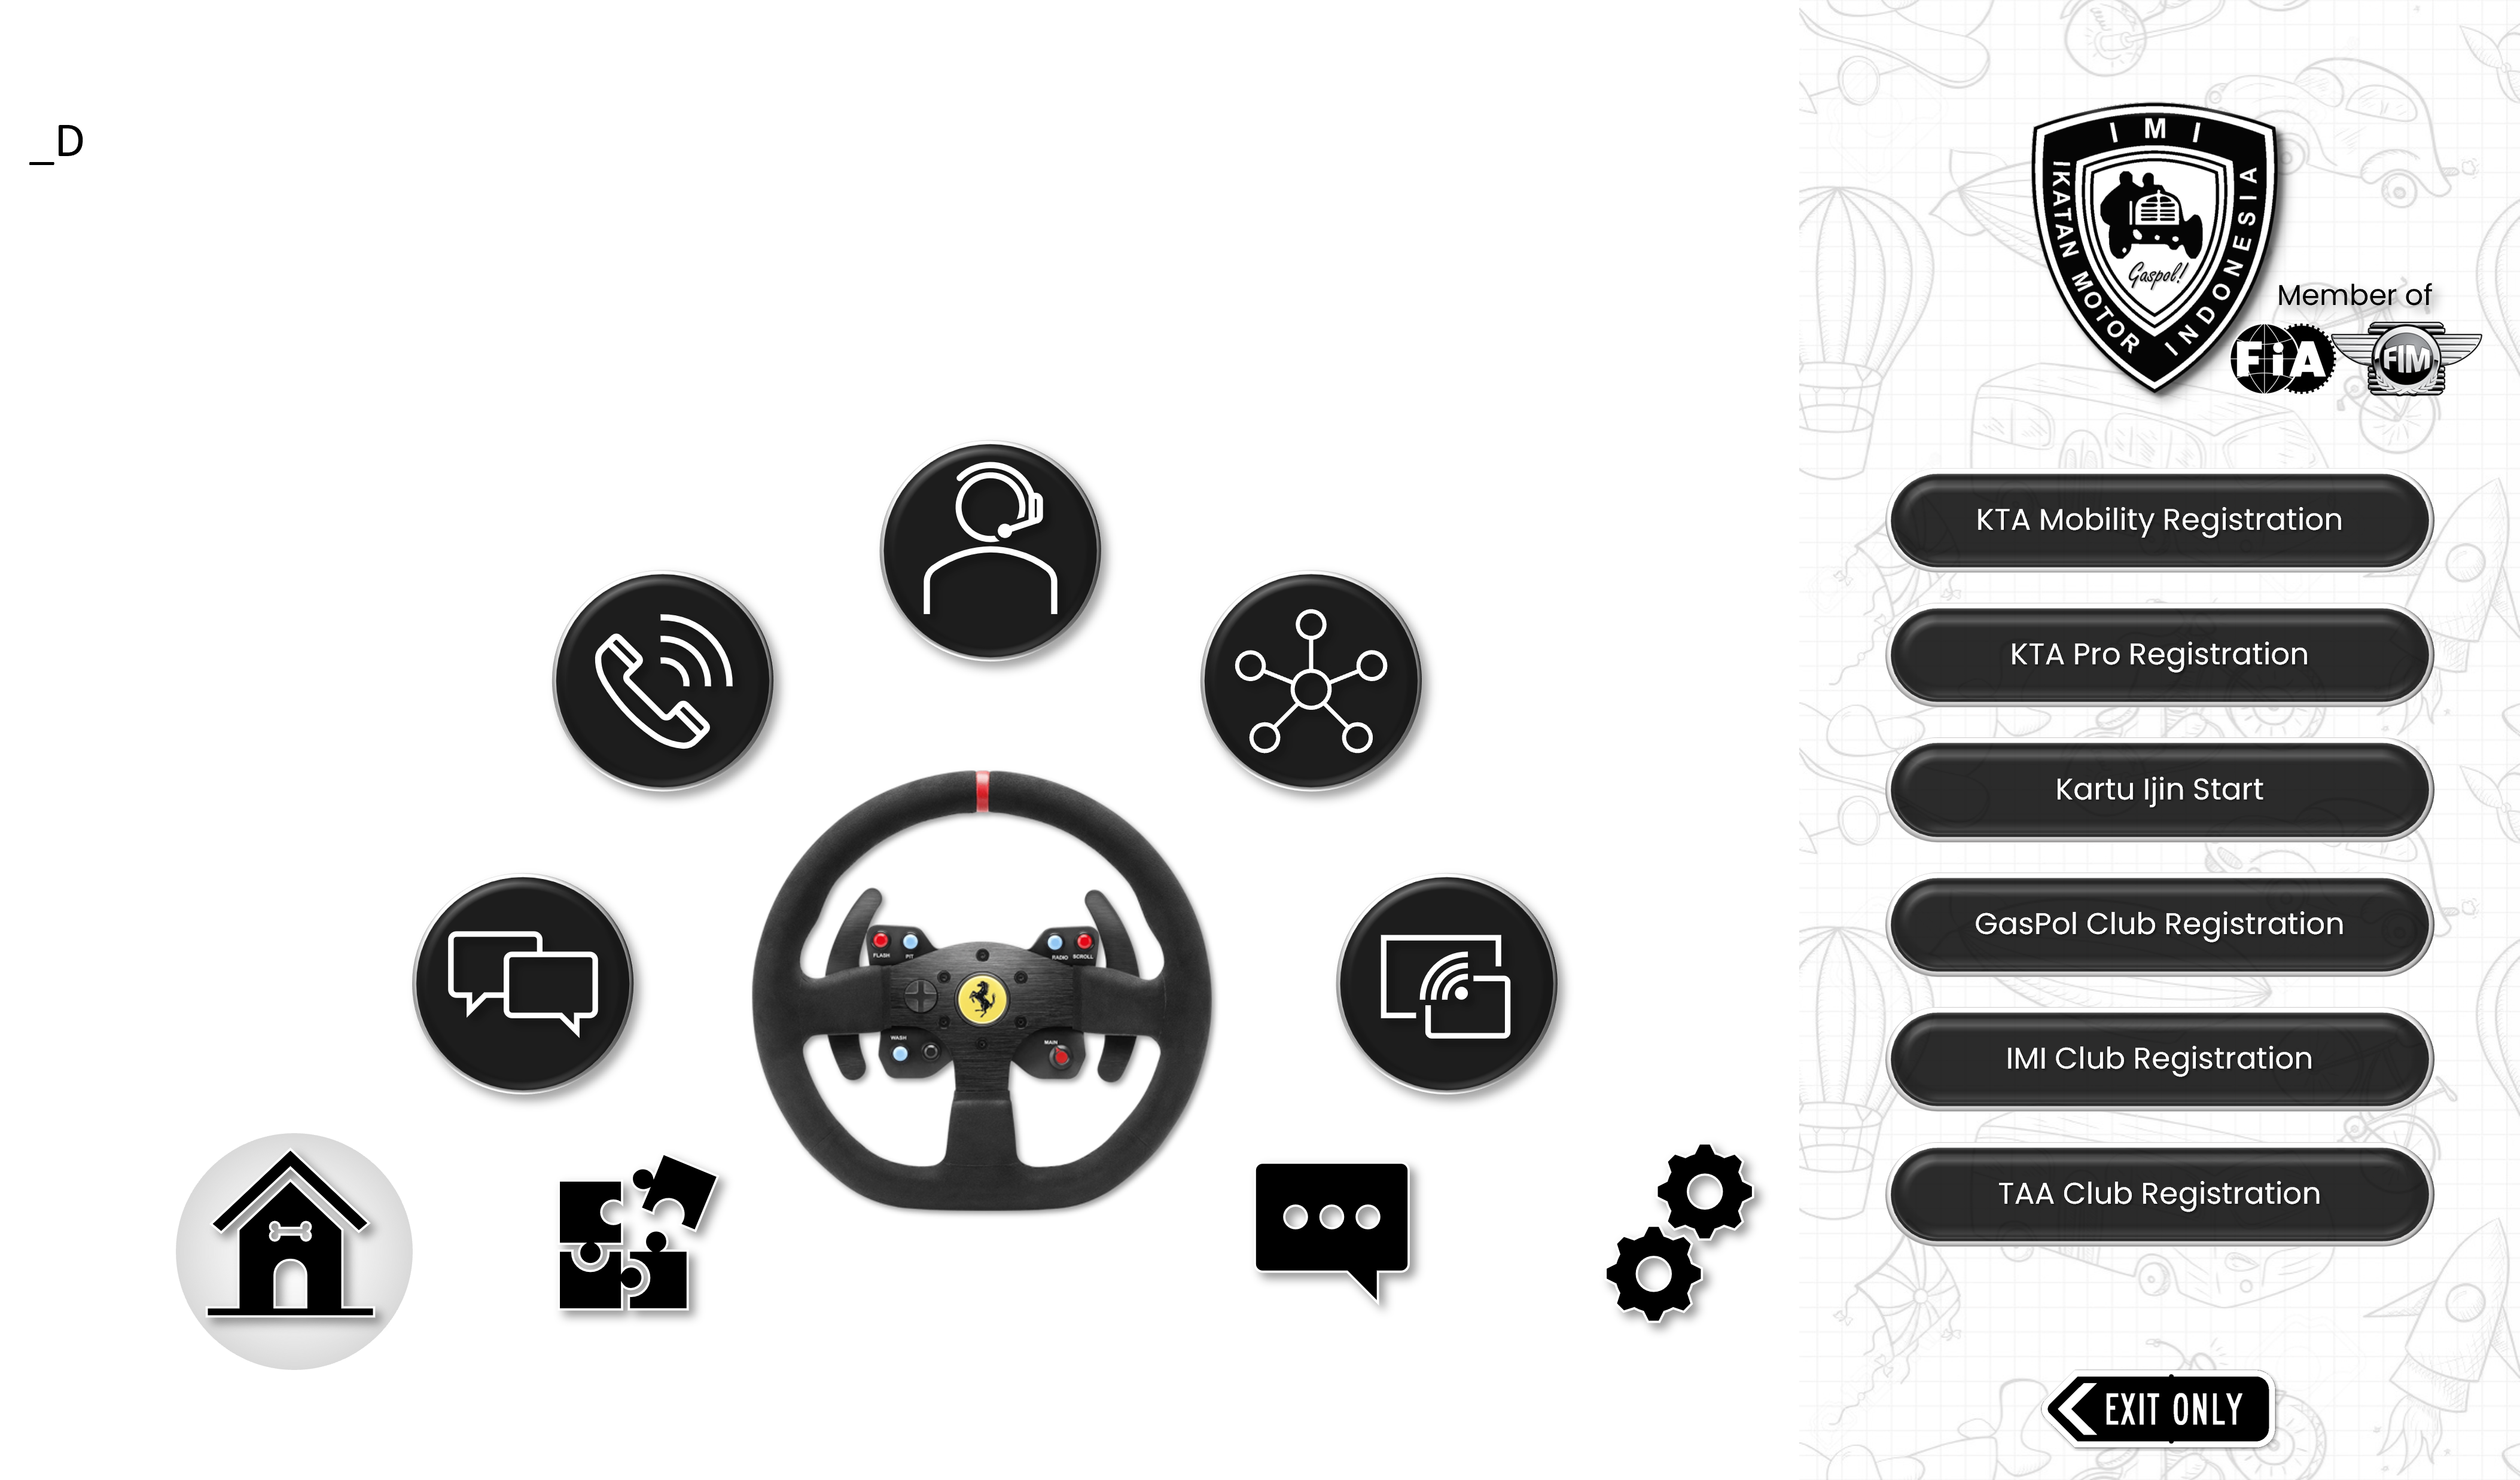 _D
FLASH
PIT
RADIO
SCROLL
WASH
MAIN
I M I
IKATAN MOTOR INDONESIA
Gaspol!
Member of
FiA
FIM
KTA Mobility Registration
KTA Pro Registration
Kartu Ijin Start
GasPol Club Registration
IMI Club Registration
TAA Club Registration
EXIT ONLY